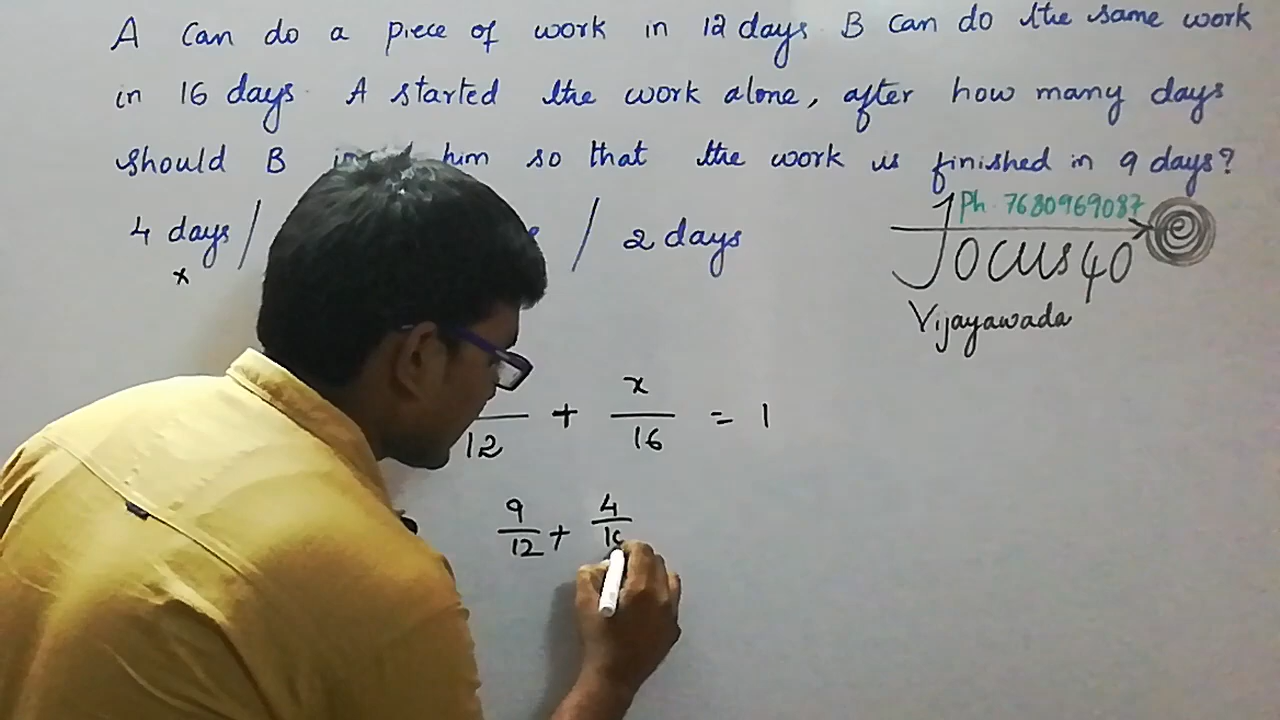 A can do a piece of work in 12 days. B can do the same work
in 16 days. A started the work alone, after how many days
should B him so that the work is finished in 9 days?
4 days / / 2 days
x
Ph. 7680969087
Focus40
Vijayawada
12 + x/16 = 1
9/12 + 4/16